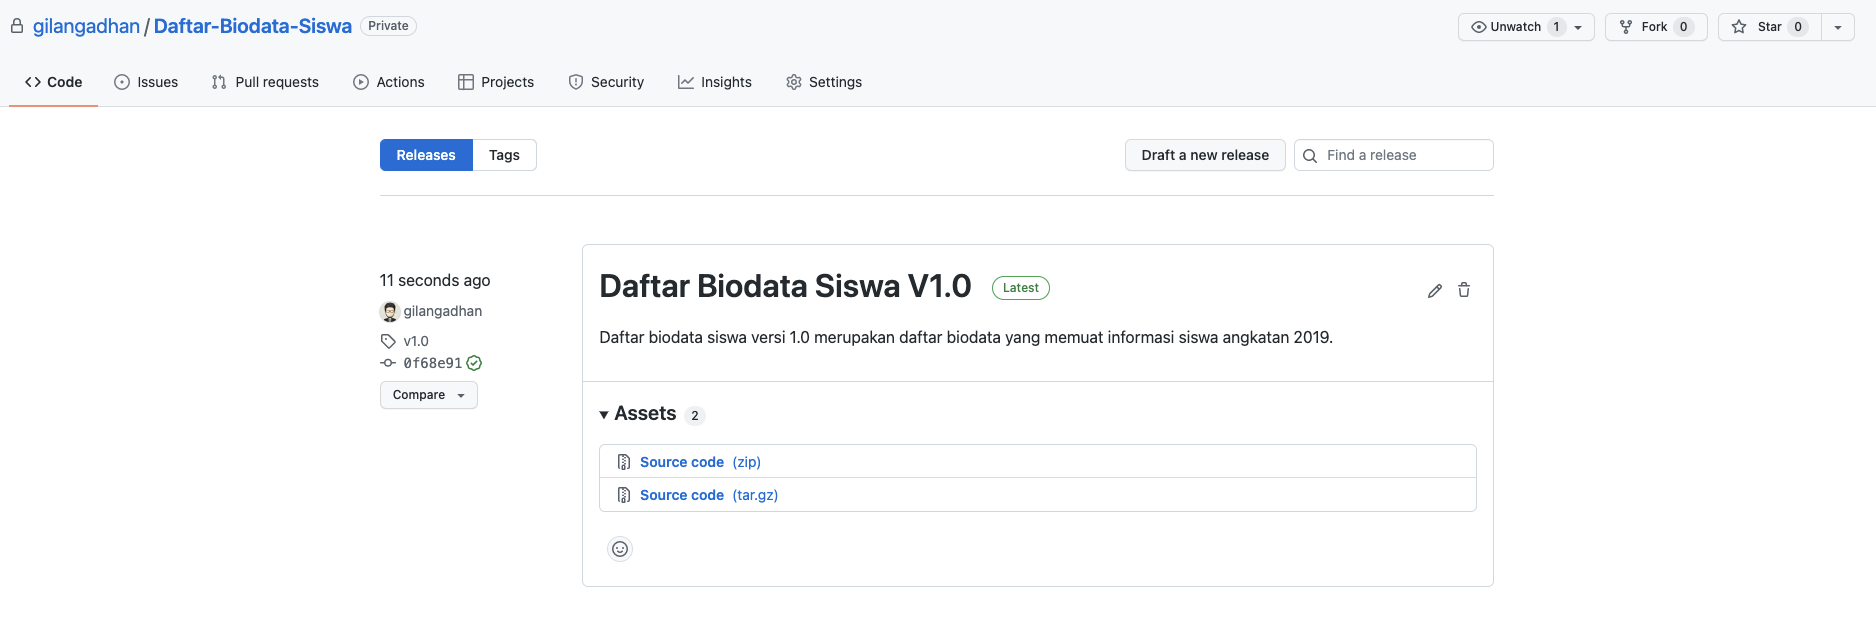 gilangadhan / Daftar-Biodata-Siswa Private Unwatch 1 Fork 0 Star 0
Code Issues Pull requests Actions Projects Security Insights Settings
Releases Tags Draft a new release Find a release
11 seconds ago
gilangadhan
v1.0
0f68e91
Compare
Daftar Biodata Siswa V1.0 Latest
Daftar biodata siswa versi 1.0 merupakan daftar biodata yang memuat informasi siswa angkatan 2019.
Assets 2
Source code (zip)
Source code (tar.gz)